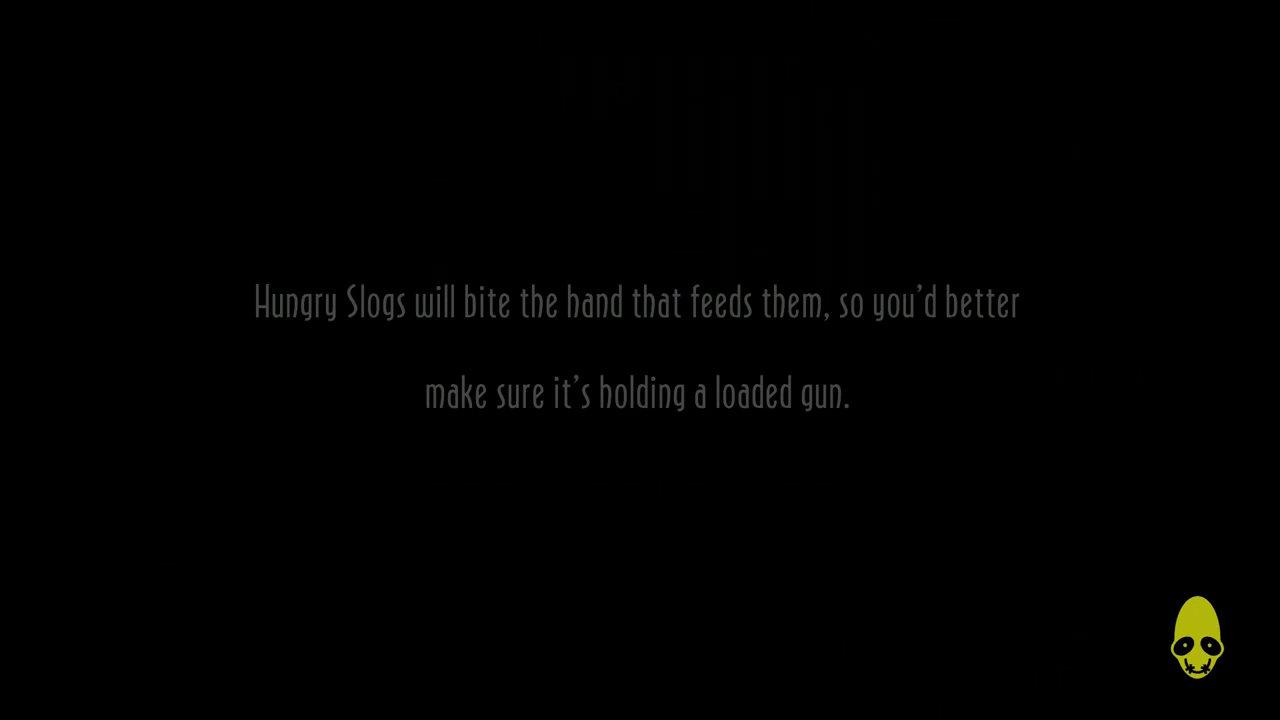 Hungry Slogs will bite the hand that feeds them, so you’d better
make sure it’s holding a loaded gun.